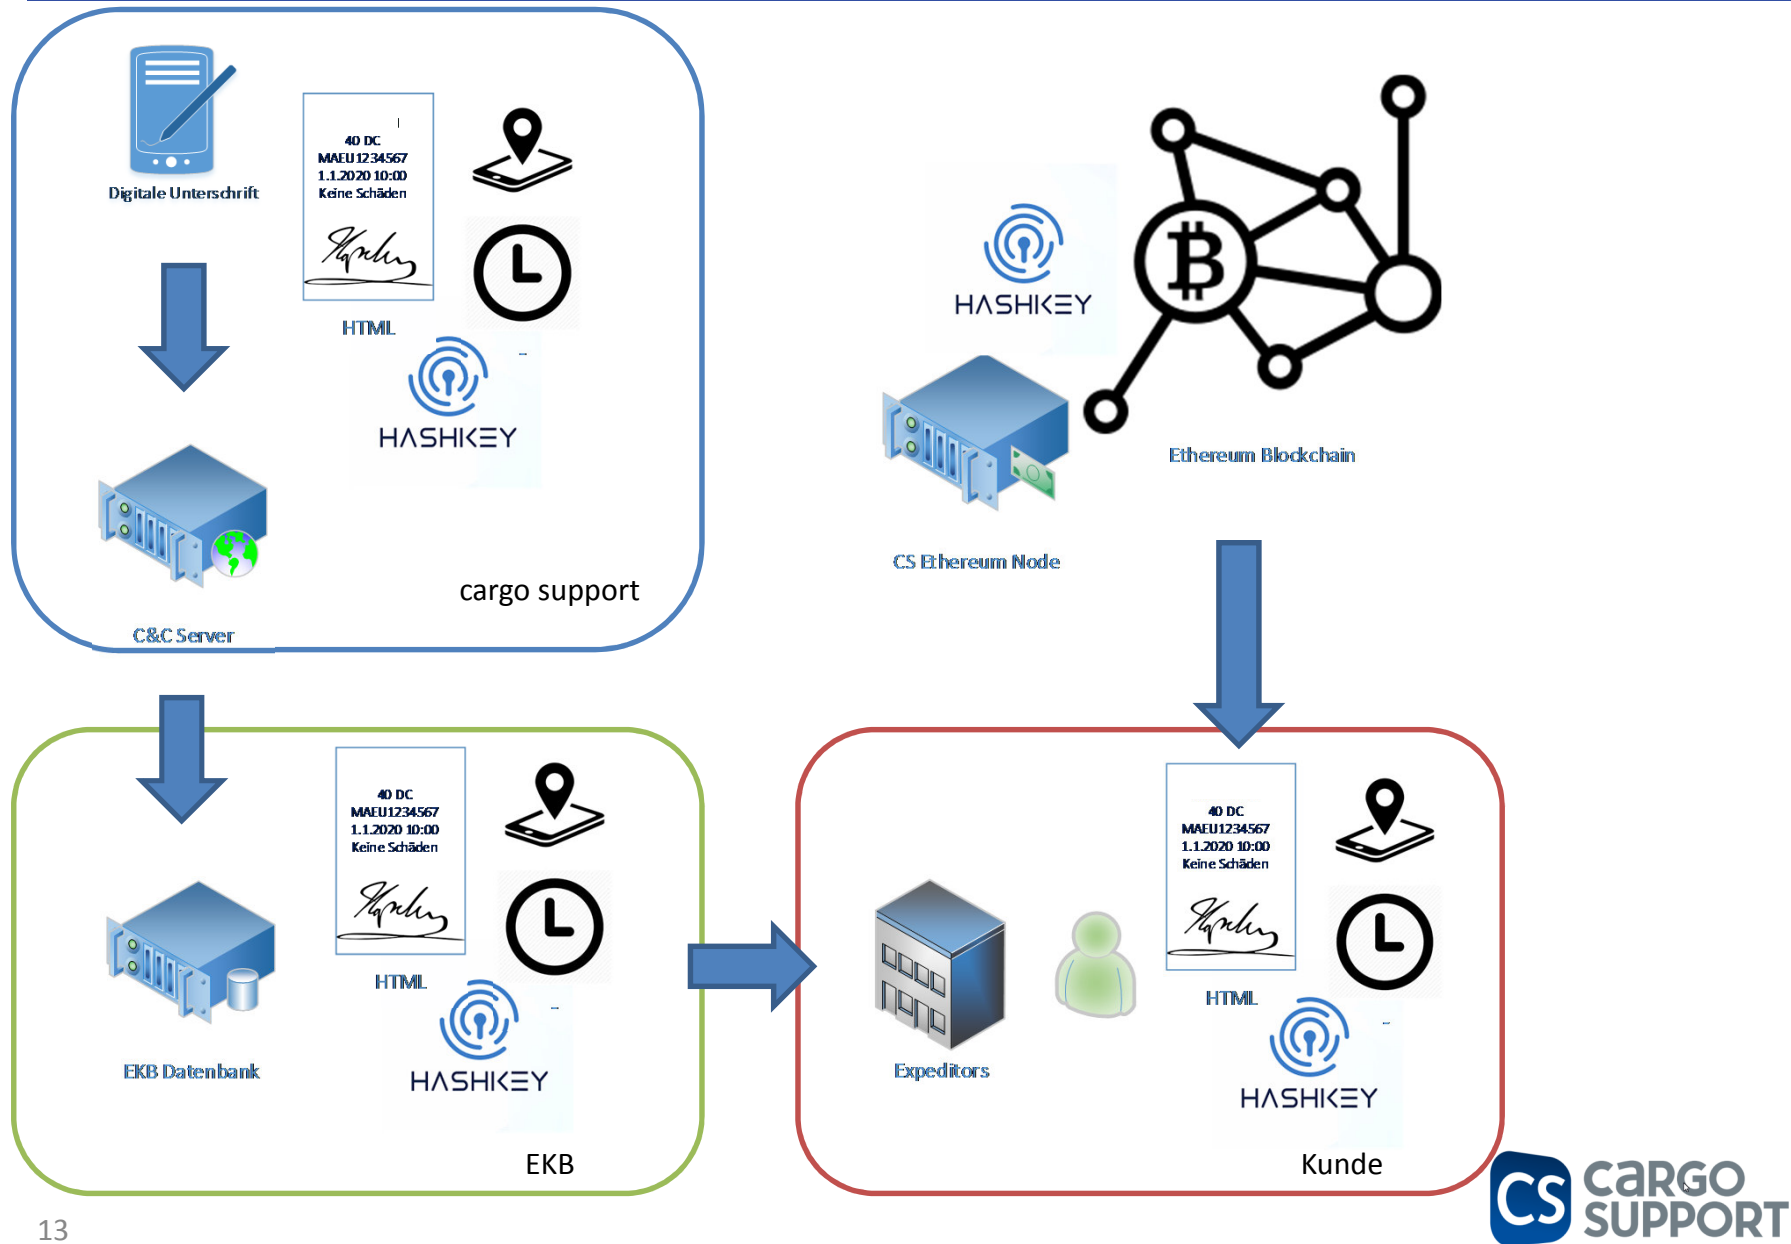 Digitale Unterschrift
40 DC
MAEU1234567
1.1.2020 10:00
Keine Schäden
HTML
HASHKEY
C&C Server
cargo support
HASHKEY
Ethereum Blockchain
CS Ethereum Node
40 DC
MAEU1234567
1.1.2020 10:00
Keine Schäden
HTML
HASHKEY
EKB Datenbank
EKB
Expeditors
40 DC
MAEU1234567
1.1.2020 10:00
Keine Schäden
HTML
HASHKEY
Kunde
CS CARGO
SUPPORT
13